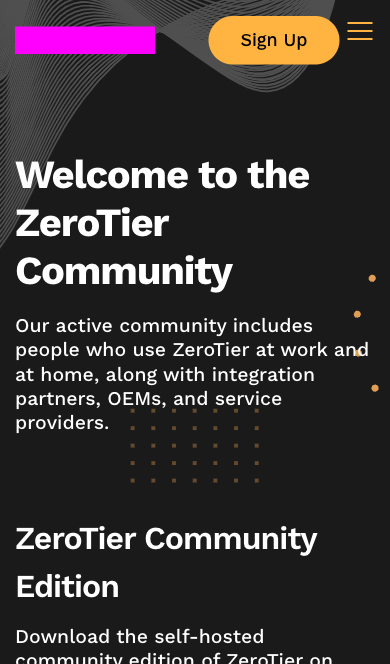 Sign Up
Welcome to the
ZeroTier
Community
Our active community includes
people who use ZeroTier at work and
at home, along with integration
partners, OEMs, and service
providers.
ZeroTier Community
Edition
Download the self-hosted
community edition of ZeroTier on